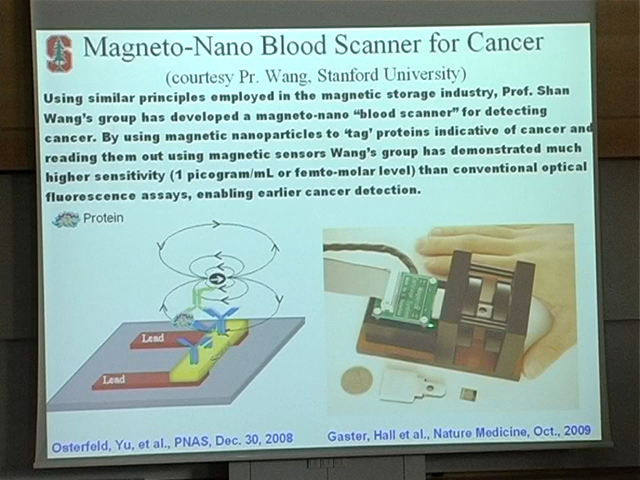 Magneto-Nano Blood Scanner for Cancer
(courtesy Pr. Wang, Stanford University)
Using similar principles employed in the magnetic storage industry, Prof. Shan
Wang's group has developed a magneto-nano “blood scanner” for detecting
cancer. By using magnetic nanoparticles to ‘tag’ proteins indicative of cancer and
reading them out using magnetic sensors Wang's group has demonstrated much
higher sensitivity (1 picogram/mL or femto-molar level) than conventional optical
fluorescence assays, enabling earlier cancer detection.
Protein
Lead
Lead
Osterfeld, Yu, et al., PNAS, Dec. 30, 2008
Gaster, Hall et al., Nature Medicine, Oct., 2009